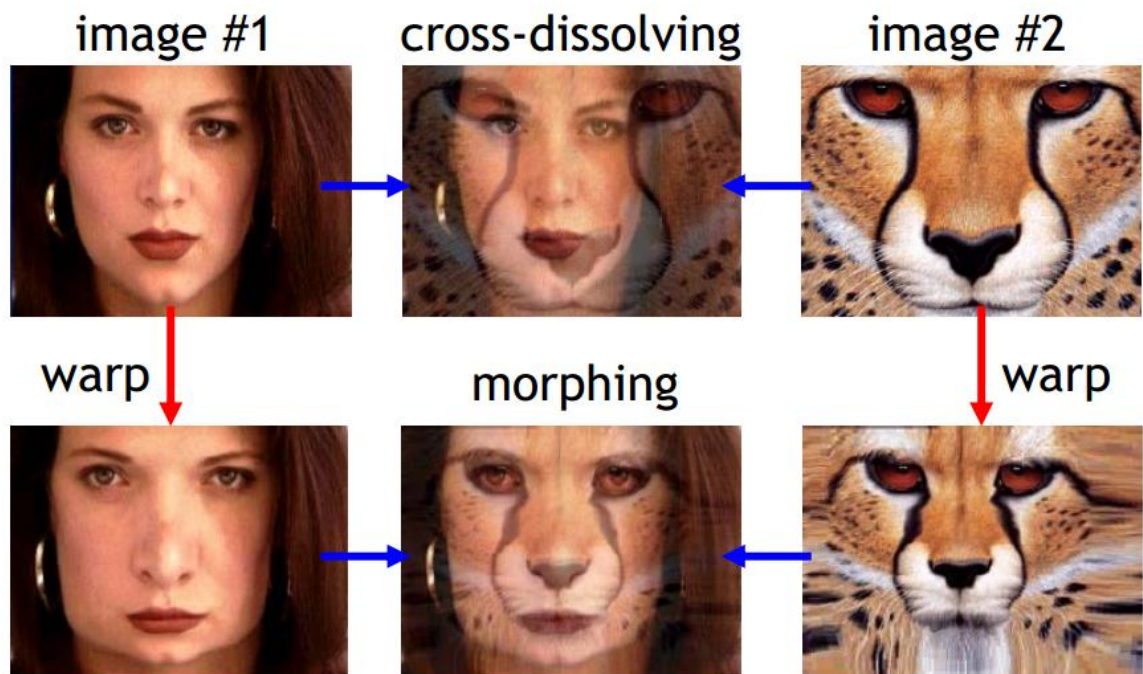 image #1
cross-dissolving
image #2
warp
morphing
warp